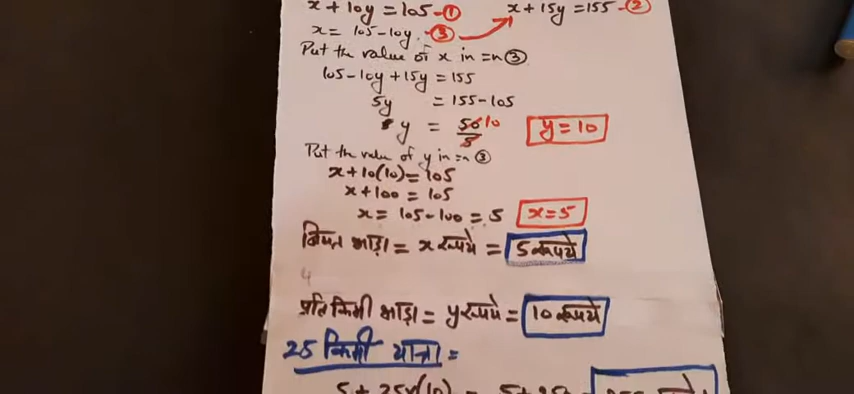 x + 10y = 105 - ① x + 15y = 155 - ②
x = 105 - 10y. - ③
Put the value of x in =n ③
105 - 10y + 15y = 155
5y = 155 - 105
y = 50/5 10 y = 10
Put the value of y in =n ③
x + 10(10) = 105
x + 100 = 105
x = 105 - 100 = 5 x = 5
भाड़ा = x रूपये = 5 रूपये
प्रति किमी भाड़ा = y रूपये = 10 रूपये
25 किमी यात्रा =